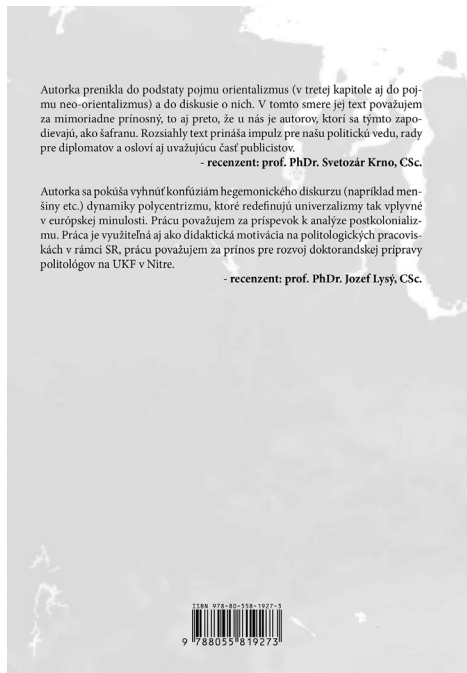 Autorka prenikla do podstaty pojmu orientalizmus (v tretej kapitole aj do poj-
mu neo-orientalizmus) a do diskusie o nich. V tomto smere jej text považujem
za mimoriadne prínosný, to aj preto, že u nás je autorov, ktorí sa týmto zapo-
dievajú, ako šafranu. Rozsiahly text prináša impulz pre našu politickú vedu, rady
pre diplomatov a osloví aj uvažujúcu časť publicistov.
- recenzent: prof. PhDr. Svetozár Krno, CSc.
Autorka sa pokúša vyhnúť konfúziám hegemonického diskurzu (napríklad men-
šiny etc.) dynamiky polycentrizmu, ktoré redefinujú univerzalizmy tak vplyvné
v európskej minulosti. Prácu považujem za príspevok k analýze postkolonializ-
mu. Práca je využiteľná aj ako didaktická motivácia na politologických pracovis-
kách v rámci SR, prácu považujem za prínos pre rozvoj doktorandskej prípravy
politológov na UKF v Nitre.
- recenzent: prof. PhDr. Jozef Lysý, CSc.
ISBN 978-80-558-1927-3
9 788055 819273